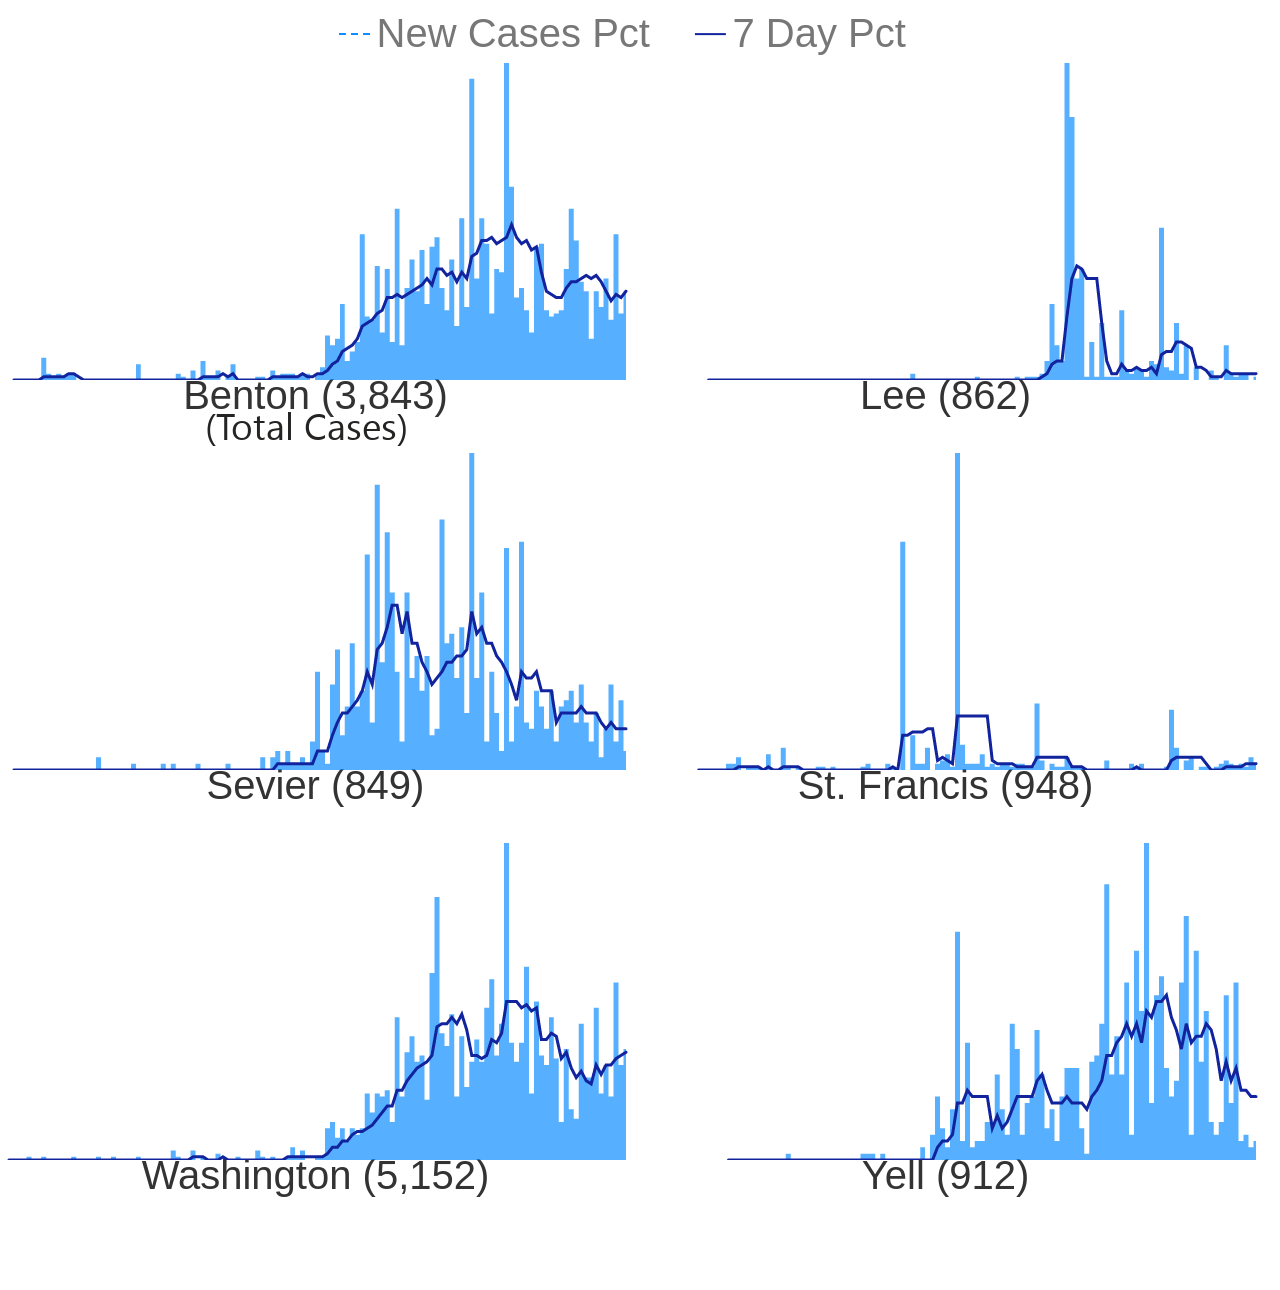 New Cases Pct 7 Day Pct
Benton (3,843) Lee (862)
(Total Cases)
Sevier (849) St. Francis (948)
Washington (5,152) Yell (912)